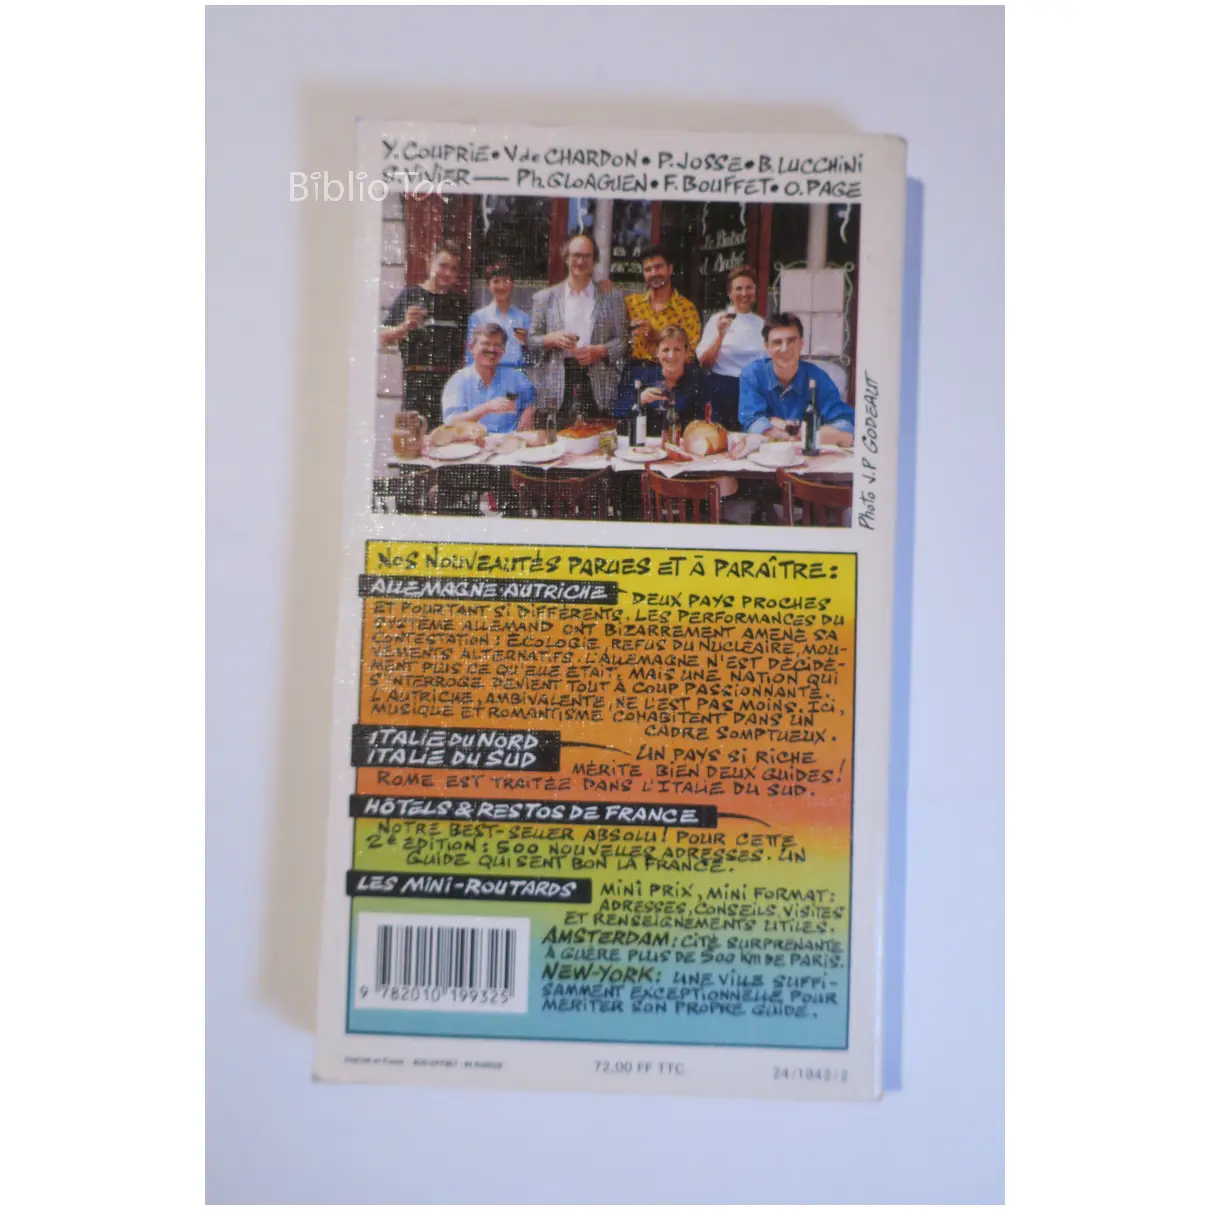 Y. COUPRIE • V de CHARDON • P. JOSSE • B. LUCCHINI
S. VIVIER — Ph. GLOAGUEN • F. BOUFFET • O. PAGE
Biblio Toc
Le Bistrot
d'André
Photo J.P GODEAUT
NOS NOUVEAUTÉS PARUES ET À PARAÎTRE :
ALLEMAGNE-AUTRICHE DEUX PAYS PROCHES
ET POURTANT SI DIFFÉRENTS. LES PERFORMANCES DU
SYSTÈME ALLEMAND ONT BIZARREMENT AMENÉ SA
CONTESTATION : ÉCOLOGIE, REFUS DU NUCLÉAIRE, MOU-
VEMENTS ALTERNATIFS. L'ALLEMAGNE N'EST DÉCIDÉ-
MENT PLUS CE QU'ELLE ÉTAIT. MAIS UNE NATION QUI
S'INTERROGE DEVIENT TOUT À COUP PASSIONNANTE.
L'AUTRICHE, AMBIVALENTE, NE L'EST PAS MOINS. ICI,
MUSIQUE ET ROMANTISME COHABITENT DANS UN
CADRE SOMPTUEUX.
ITALIE DU NORD
ITALIE DU SUD
UN PAYS SI RICHE
MÉRITE BIEN DEUX GUIDES !
ROME EST TRAITÉE DANS L'ITALIE DU SUD.
HÔTELS & RESTOS DE FRANCE
NOTRE BEST-SELLER ABSOLU ! POUR CETTE
2e ÉDITION : 500 NOUVELLES ADRESSES. UN
GUIDE QUI SENT BON LA FRANCE.
LES MINI-ROUTARDS MINI PRIX, MINI FORMAT :
ADRESSES, CONSEILS, VISITES
ET RENSEIGNEMENTS UTILES.
AMSTERDAM : CITÉ SURPRENANTE
À GUÈRE PLUS DE 500 KM DE PARIS.
NEW-YORK : UNE VILLE SUFFI-
SAMMENT EXCEPTIONNELLE POUR
MÉRITER SON PROPRE GUIDE.
9 782010 199325
72,00 FF TTC.
24/1942/2